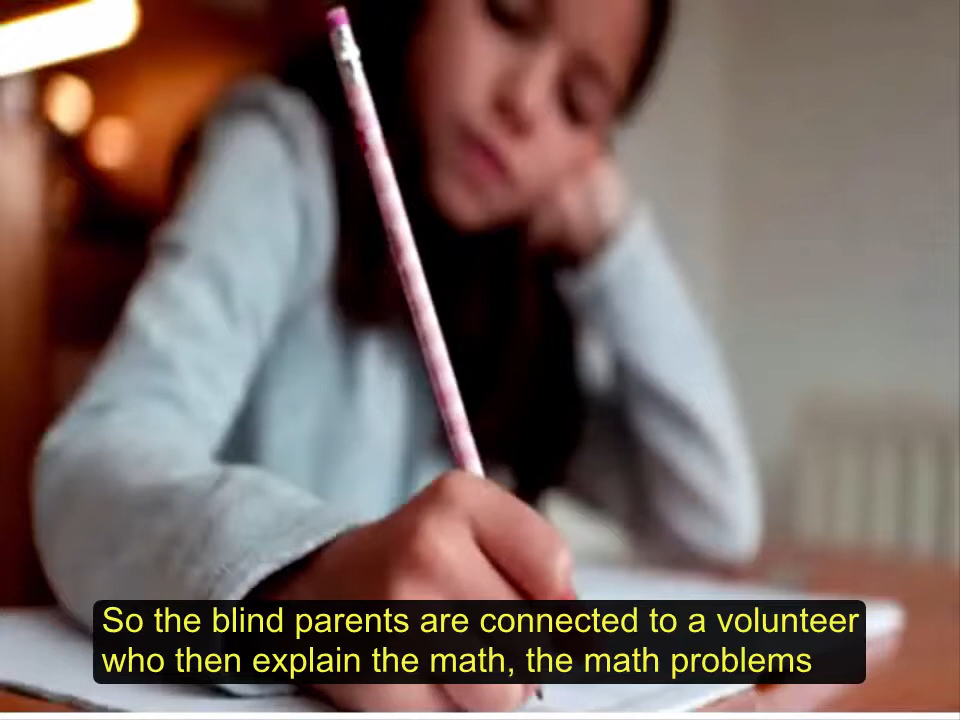 So the blind parents are connected to a volunteer
who then explain the math, the math problems